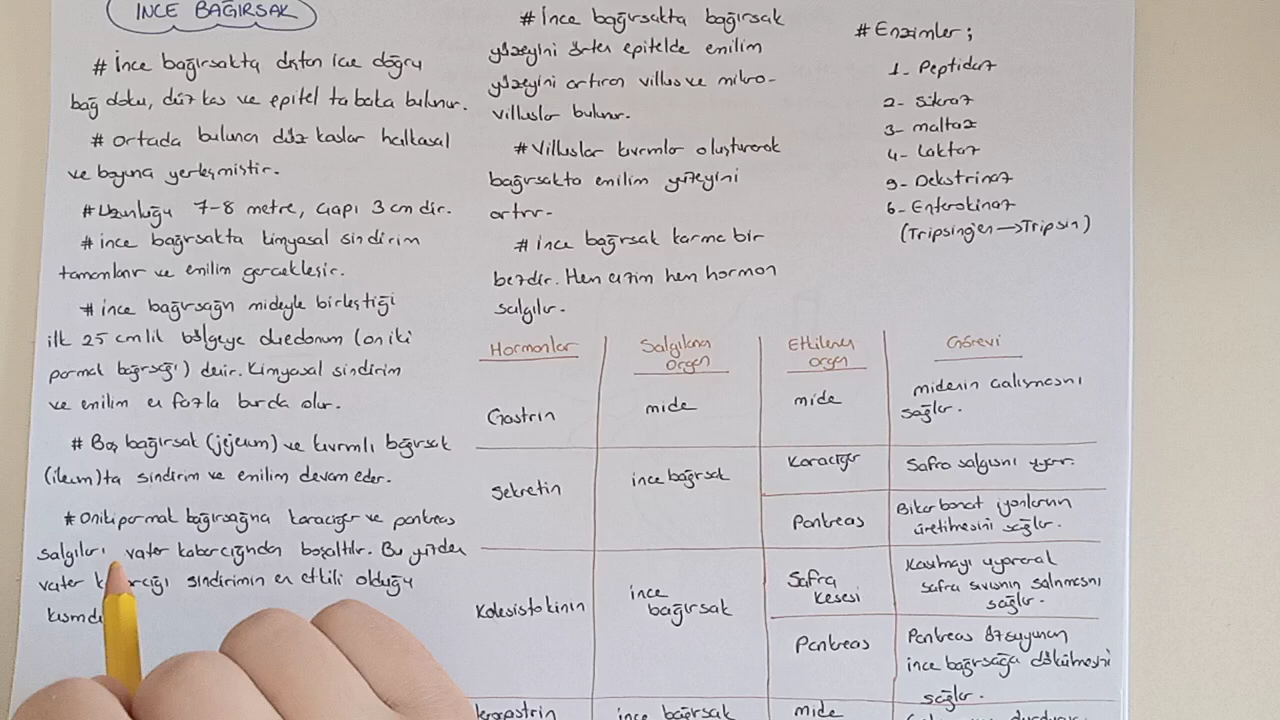 İNCE BAĞIRSAK
# İnce bağırsakta dıştan içe doğru
bağ doku, düz kas ve epitel tabaka bulunur.
# ortada bulunan düz kaslar halkasal
ve boyuna yerleşmiştir.
# Uzunluğu 7-8 metre, çapı 3 cm dir.
# ince bağırsakta kimyasal sindirim
tamamlanır ve emilim gerçekleşir.
# ince bağırsağın mideyle birleştiği
ilk 25 cm lik bölgeye duedonum (on iki
parmak bağırsağı) denir. Kimyasal sindirim
ve emilim en fazla burda olur.
# Boş bağırsak (jejeum) ve kıvrımlı bağırsak
(ileum)ta sindirim ve emilim devam eder.
# Onikiparmak bağırsağına karaciğer ve pankreas
salgıları vater kabarcığından boşaltılır. Bu yüzden
vater sindirimin en etkili olduğu
# İnce bağırsakta bağırsak
yüzeyini örten epitelde emilim
yüzeyini artıran villus ve mikro-
villuslar bulunur.
# Villuslar kıvrımlar oluşturarak
bağırsakta emilim yüzeyini
artırır.
# ince bağırsak karma bir
bezdir. Hem enzim hem hormon
salgılar.
# Enzimler ;
1- Peptidaz
2- Sükraz
3- maltaz
4- Laktaz
5- Dekstrinaz
6- Enterokinaz
(Tripsinojen → Tripsin)
Hormonlar Salgılanan organ Etkilenen organ Görevi
Gastrin mide mide midenin çalışmasını sağlar.
Sekretin ince bağırsak Karaciğer Safra salgısını uyarır.
Pankreas Bikarbonat iyonlarının üretilmesini sağlar.
Kolesistokinin ince bağırsak Safra kesesi Kasılmayı uyararak safra sıvısının salınmasını sağlar.
Pankreas Pankreas özsuyunun ince bağırsağa dökülmesini sağlar.
ince bağırsak mide